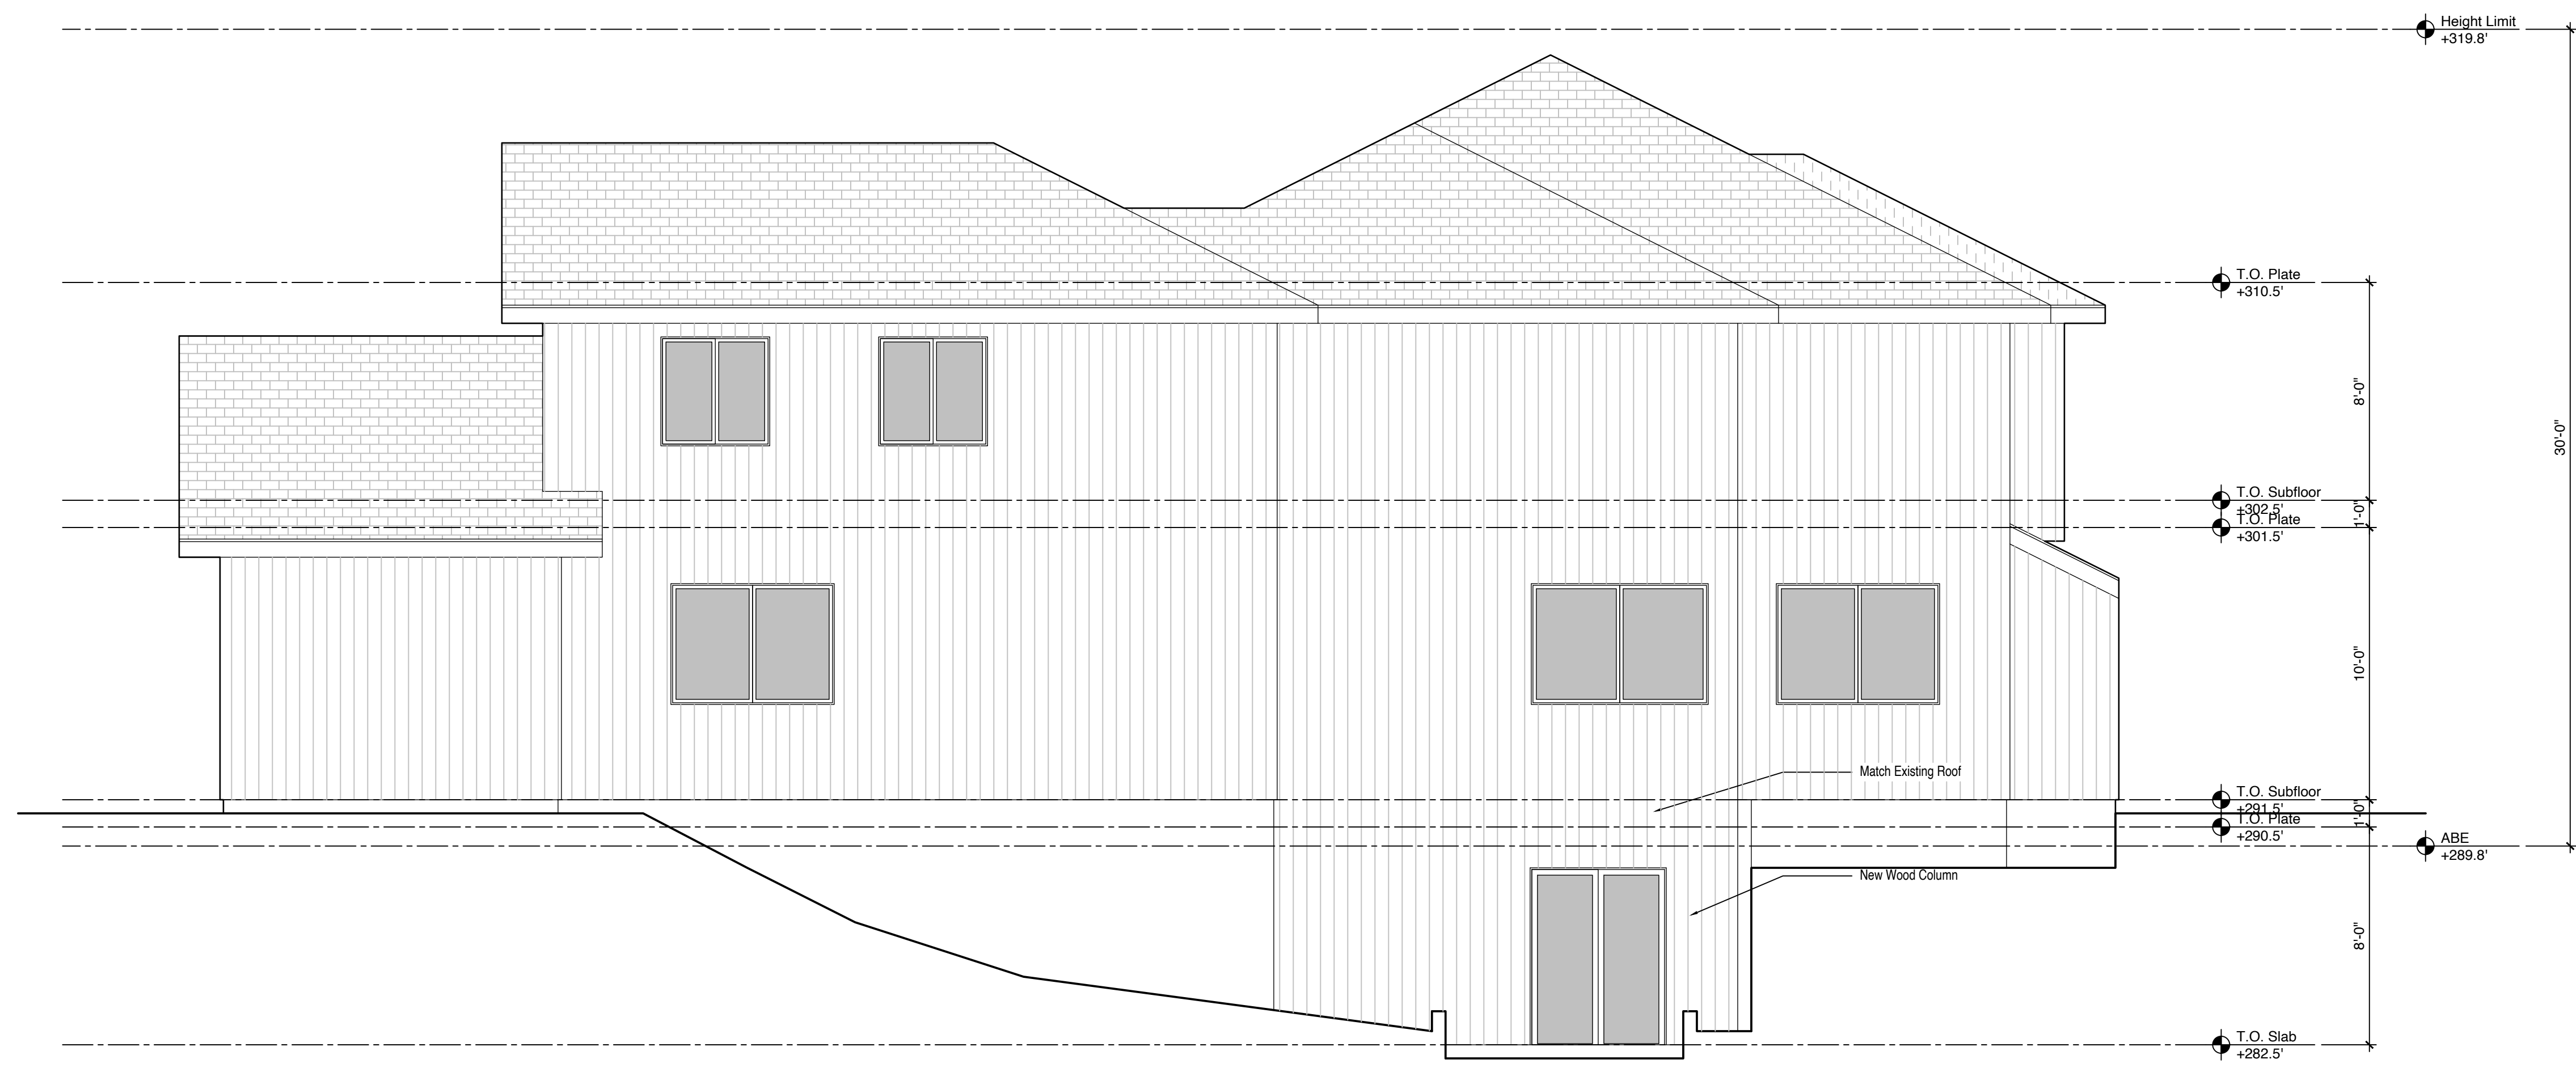 Height Limit
+319.8'
T.O. Plate
+310.5'
8'-0"
30'-0"
T.O. Subfloor
+302.5'
1'-0"
T.O. Plate
+301.5'
10'-0"
Match Existing Roof
T.O. Subfloor
+291.5'
1'-0"
T.O. Plate
+290.5'
ABE
+289.8'
New Wood Column
8'-0"
T.O. Slab
+282.5'